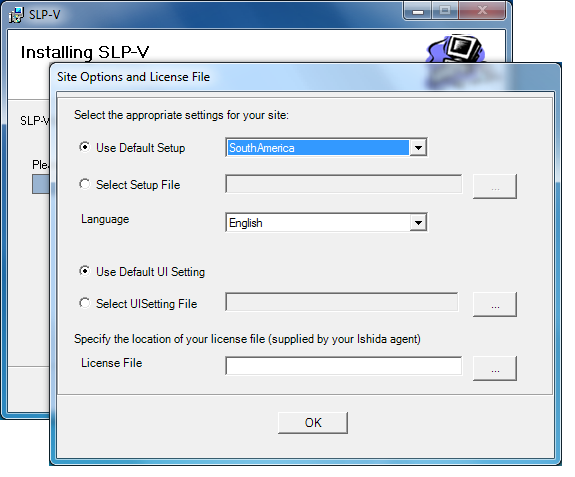 SLP-V
Installing SLP-V
Site Options and License File
SLP-V
Select the appropriate settings for your site:
Use Default Setup
SouthAmerica
Select Setup File
...
Language
English
Use Default UI Setting
Select UISetting File
...
Specify the location of your license file (supplied by your Ishida agent)
License File
...
OK